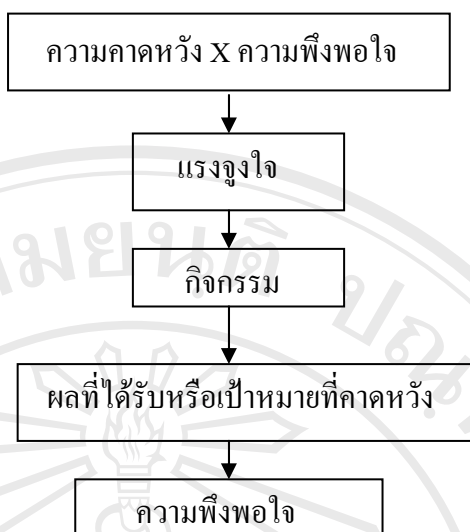 ความคาดหวัง X ความพึงพอใจ
แรงจูงใจ
กิจกรรม
ผลที่ได้รับหรือเป้าหมายที่คาดหวัง
ความพึงพอใจ